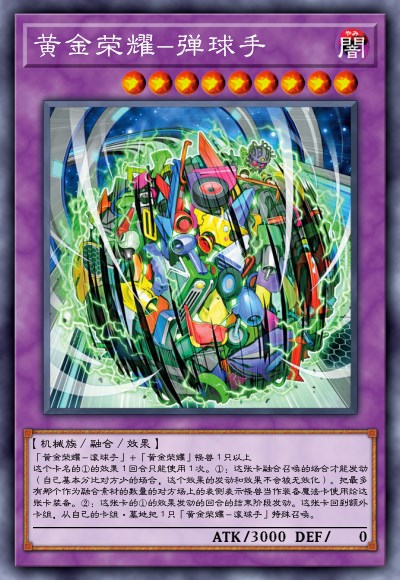 黄金荣耀-弹球手
やみ
闇
【机械族/融合/效果】
「黄金荣耀-滚球手」+「黄金荣耀」怪兽1只以上
这个卡名的①的效果1回合只能使用1次。①:这张卡融合召唤的场合才能发动
(自己基本分比对方少的场合,这个效果的发动和效果不会被无效化)。把最多
有那个作为融合素材的数量的对方场上的表侧表示怪兽当作装备魔法卡使用给这
张卡装备。②:这卡的①的效果发动的回合的结束阶段发动。这张卡回到额外
卡组,从自己的卡组·墓地把1只「黄金荣耀-滚球手」特殊召唤。
ATK/3000 DEF/ 0